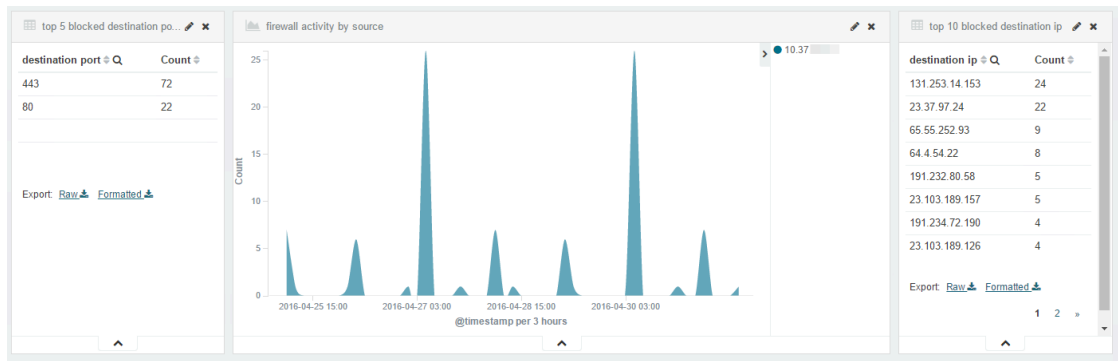 top 5 blocked destination po...
destination port Count
443 72
80 22
Export: Raw Formatted
firewall activity by source
25
20
15
10
5
0
Count
2016-04-25 15:00 2016-04-27 03:00 2016-04-28 15:00 2016-04-30 03:00
@timestamp per 3 hours
10.37
top 10 blocked destination ip
destination ip Count
131.253.14.153 24
23.37.97.24 22
65.55.252.93 9
64.4.54.22 8
191.232.80.58 5
23.103.189.157 5
191.234.72.190 4
23.103.189.126 4
Export: Raw Formatted
1 2 »